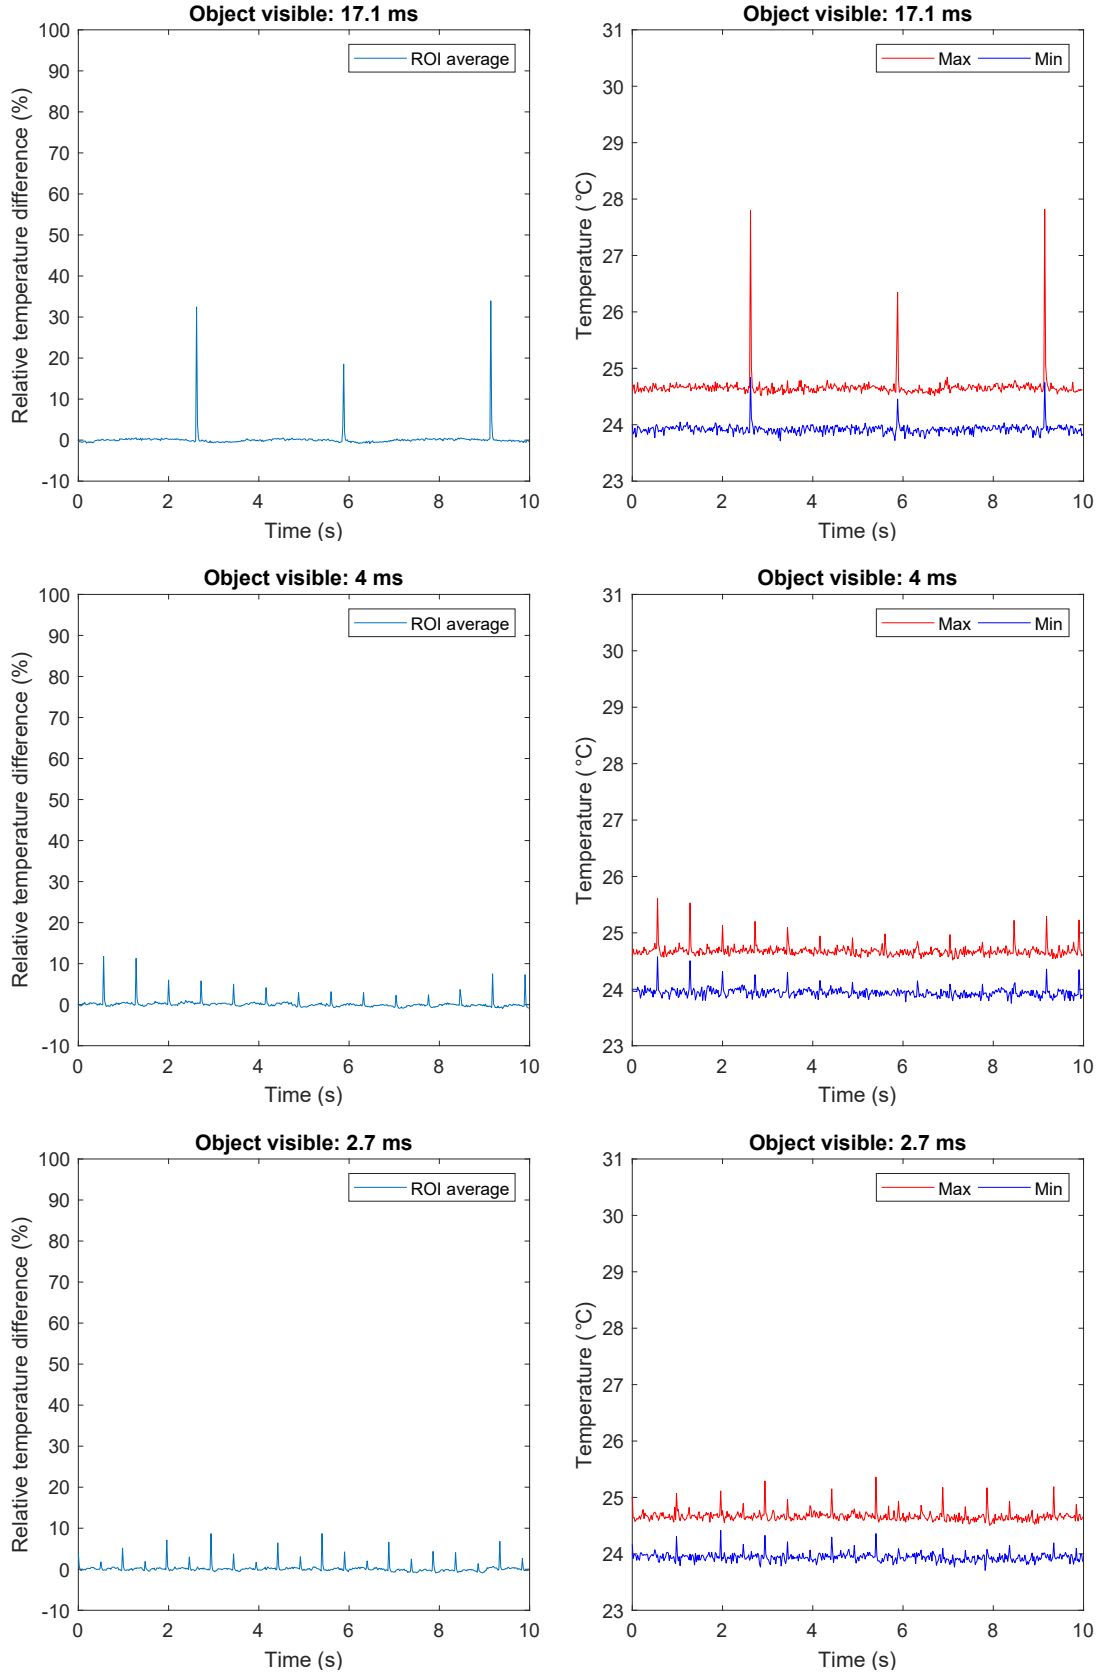 Object visible: 17.1 ms
Object visible: 17.1 ms
100
90
80
70
60
50
40
30
20
10
0
-10
Relative temperature difference (%)
ROI average
0 2 4 6 8 10
Time (s)
31
30
29
28
27
26
25
24
23
Temperature (°C)
Max Min
0 2 4 6 8 10
Time (s)
Object visible: 4 ms
Object visible: 4 ms
100
90
80
70
60
50
40
30
20
10
0
-10
Relative temperature difference (%)
ROI average
0 2 4 6 8 10
Time (s)
31
30
29
28
27
26
25
24
23
Temperature (°C)
Max Min
0 2 4 6 8 10
Time (s)
Object visible: 2.7 ms
Object visible: 2.7 ms
100
90
80
70
60
50
40
30
20
10
0
-10
Relative temperature difference (%)
ROI average
0 2 4 6 8 10
Time (s)
31
30
29
28
27
26
25
24
23
Temperature (°C)
Max Min
0 2 4 6 8 10
Time (s)